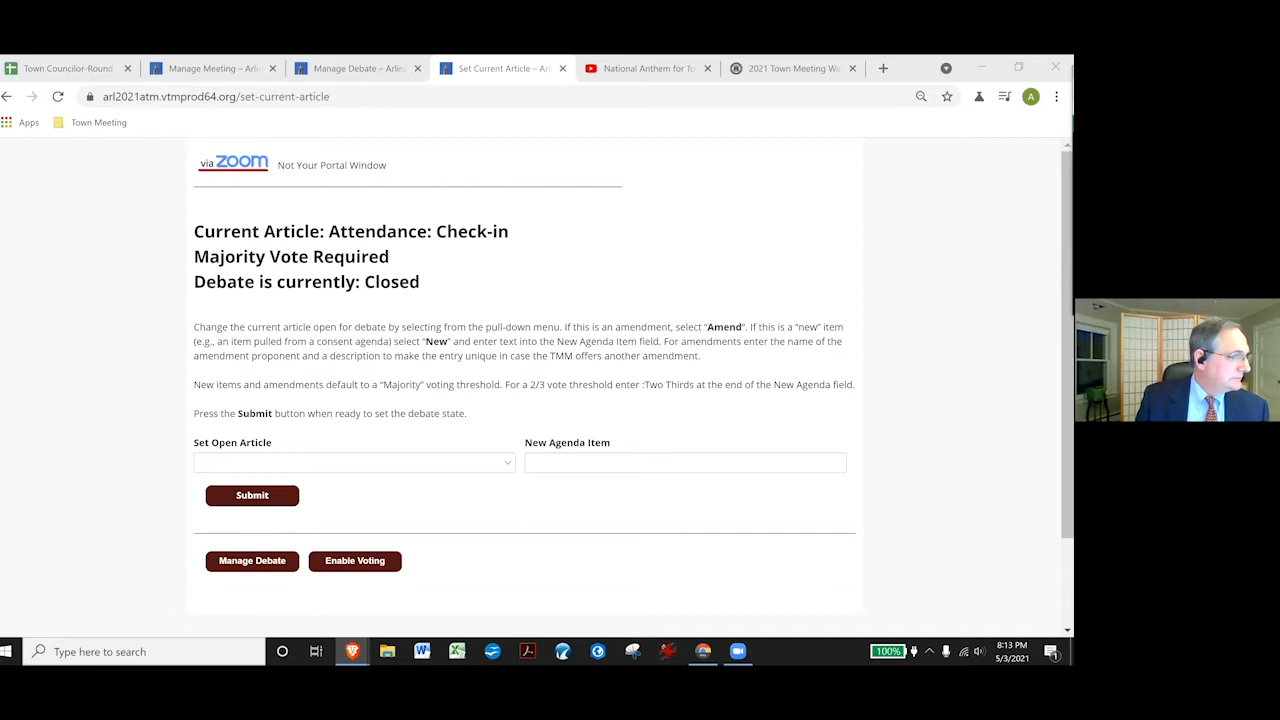 Town Councilor-Round
Manage Meeting – Arli
Manage Debate – Arlin
Set Current Article – Arl
National Anthem for To
2021 Town Meeting Wa
arl2021atm.vtmprod64.org/set-current-article
A
Apps
Town Meeting
via zoom
Not Your Portal Window
Current Article: Attendance: Check-in
Majority Vote Required
Debate is currently: Closed
Change the current article open for debate by selecting from the pull-down menu. If this is an amendment, select "Amend". If this is a "new" item
(e.g., an item pulled from a consent agenda) select "New" and enter text into the New Agenda Item field. For amendments enter the name of the
amendment proponent and a description to make the entry unique in case the TMM offers another amendment.
New items and amendments default to a "Majority" voting threshold. For a 2/3 vote threshold enter :Two Thirds at the end of the New Agenda field.
Press the Submit button when ready to set the debate state.
Set Open Article
New Agenda Item
Submit
Manage Debate
Enable Voting
Type here to search
100%
8:13 PM
5/3/2021